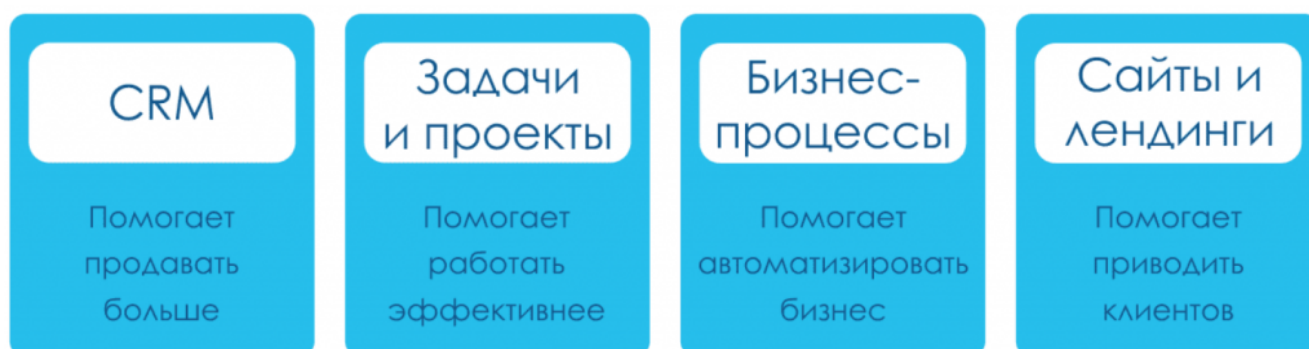 CRM
Помогает
продавать
больше
Задачи
и проекты
Помогает
работать
эффективнее
Бизнес-
процессы
Помогает
автоматизировать
бизнес
Сайты и
лендинги
Помогает
приводить
клиентов